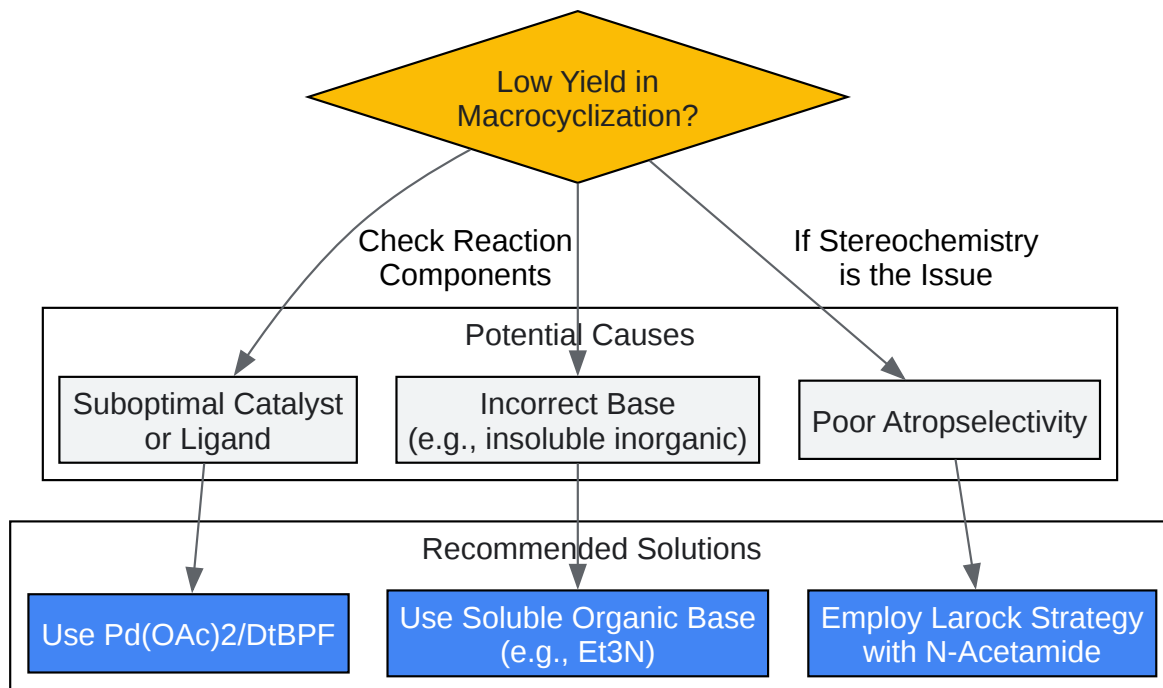 Low Yield in
Macrocyclization?
Check Reaction
Components
If Stereochemistry
is the Issue
Potential Causes
Suboptimal Catalyst
or Ligand
Incorrect Base
(e.g., insoluble inorganic)
Poor Atropselectivity
Recommended Solutions
Use Pd(OAc)2/DtBPF
Use Soluble Organic Base
(e.g., Et3N)
Employ Larock Strategy
with N-Acetamide